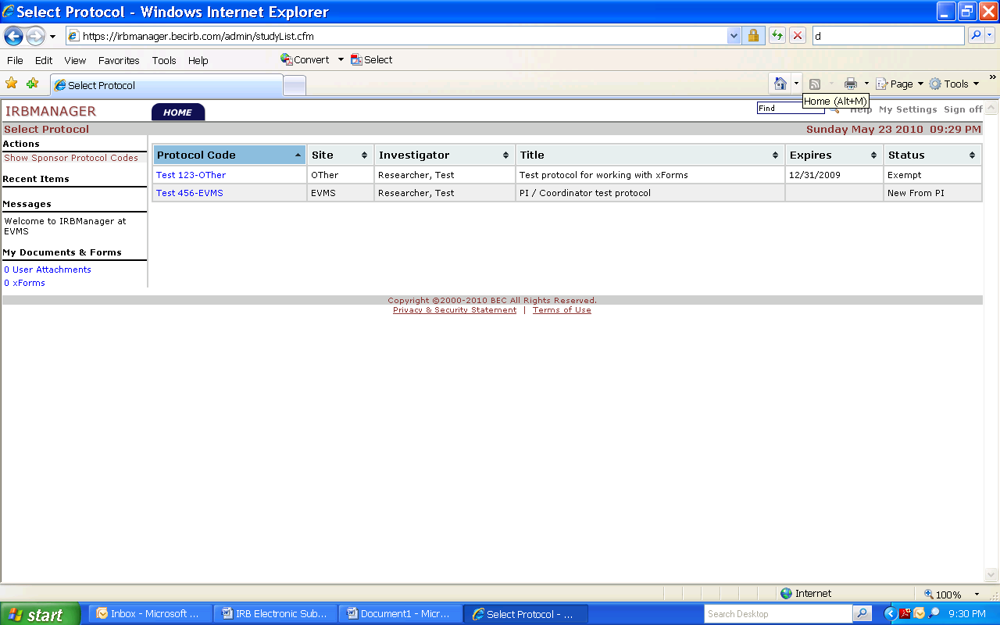 Select Protocol - Windows Internet Explorer
https://irbmanager.becirb.com/admin/studyList.cfm
d
File Edit View Favorites Tools Help Convert Select
Select Protocol
Page Tools »
Home (Alt+M)
IRBMANAGER HOME Find Help My Settings Sign off
Select Protocol Sunday May 23 2010 09:29 PM
Actions
Show Sponsor Protocol Codes
Recent Items
Messages
Welcome to IRBManager at
EVMS
My Documents & Forms
0 User Attachments
0 xForms
Protocol Code Site Investigator Title Expires Status
Test 123-OTher OTher Researcher, Test Test protocol for working with xForms 12/31/2009 Exempt
Test 456-EVMS EVMS Researcher, Test PI / Coordinator test protocol New From PI
Copyright ©2000-2010 BEC All Rights Reserved.
Privacy & Security Statement | Terms of Use
Internet 100%
start Inbox - Microsoft ... IRB Electronic Sub... Document1 - Micr... Select Protocol - ... Search Desktop 9:30 PM